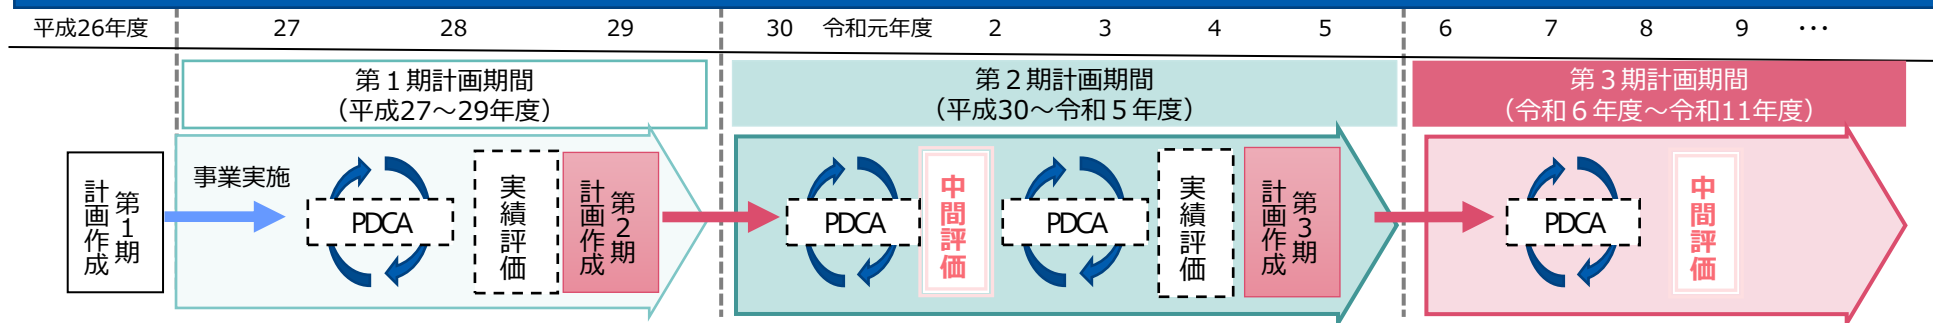 平成26年度 27 28 29 30 令和元年度 2 3 4 5 6 7 8 9 …
第１期計画期間
（平成27～29年度）
第２期計画期間
（平成30～令和５年度）
第３期計画期間
（令和６年度～令和11年度）
第1期
計画作成
事業実施
PDCA
実績評価
第2期
計画作成
PDCA
中間評価
PDCA
実績評価
第3期
計画作成
PDCA
中間評価